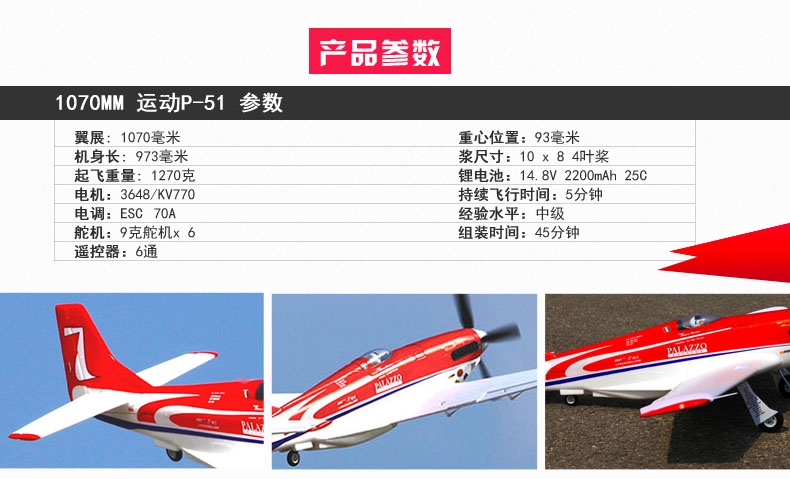 产品参数
1070MM 运动P-51 参数
翼展: 1070毫米
机身长: 973毫米
起飞重量: 1270克
电机: 3648/KV770
电调: ESC 70A
舵机: 9克舵机x 6
遥控器: 6通
重心位置: 93毫米
浆尺寸: 10 x 8 4叶桨
锂电池: 14.8V 2200mAh 25C
持续飞行时间: 5分钟
经验水平: 中级
组装时间: 45分钟
7
PALAZZO
PALAZZO
PALAZZO